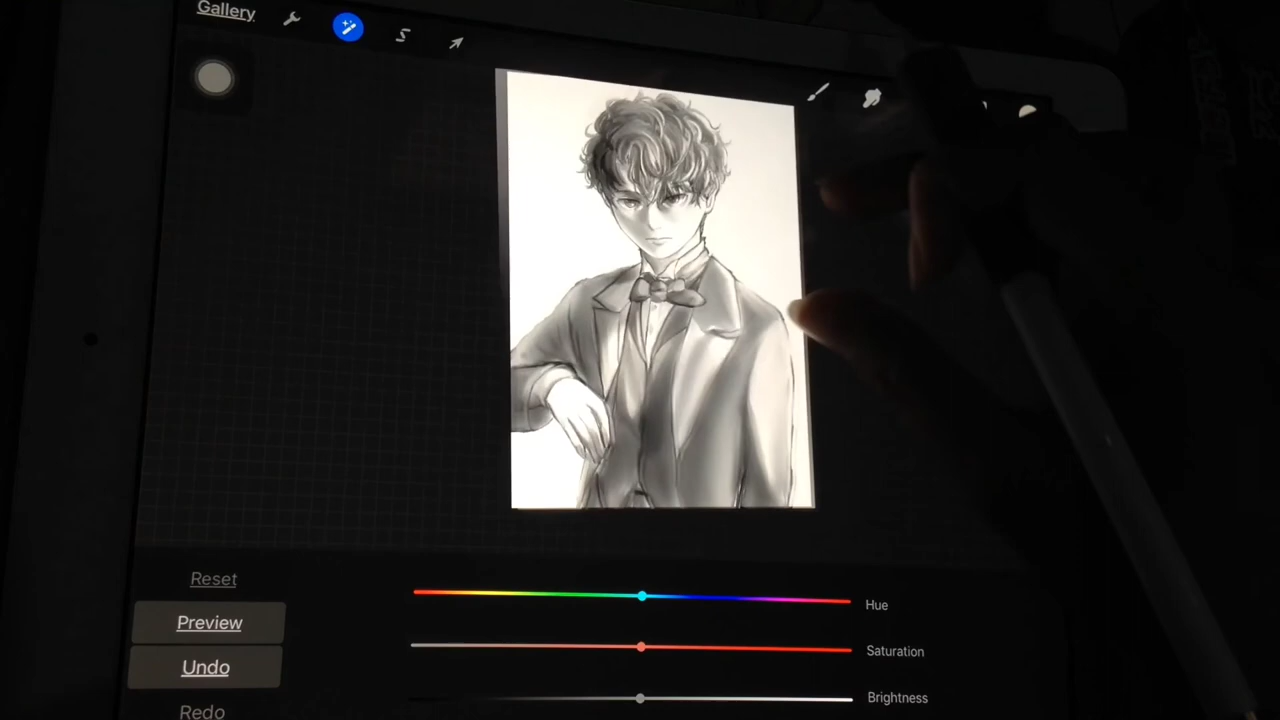 Gallery
Reset
Preview
Undo
Redo
Hue
Saturation
Brightness